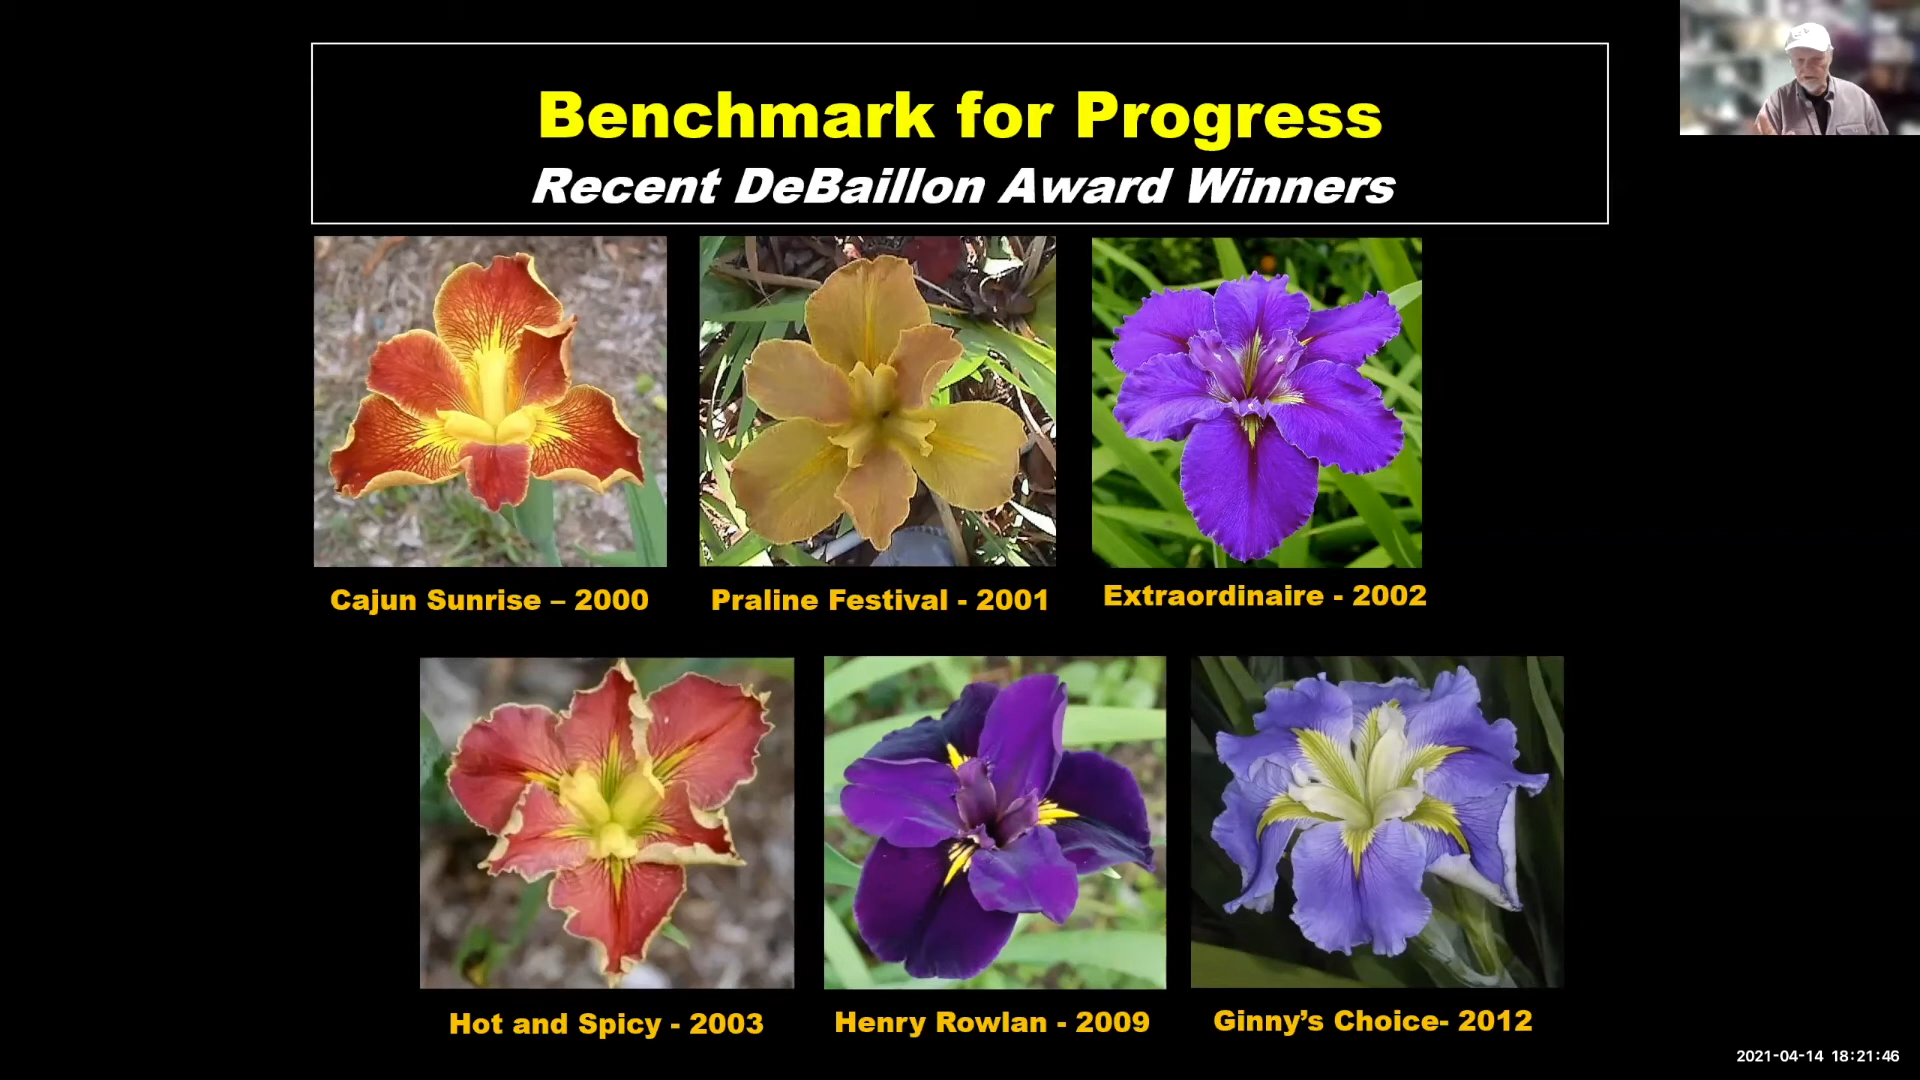 Benchmark for Progress
Recent DeBaillon Award Winners
Cajun Sunrise – 2000
Praline Festival - 2001
Extraordinaire - 2002
Hot and Spicy - 2003
Henry Rowlan - 2009
Ginny’s Choice- 2012
2021-04-14 18:21:46